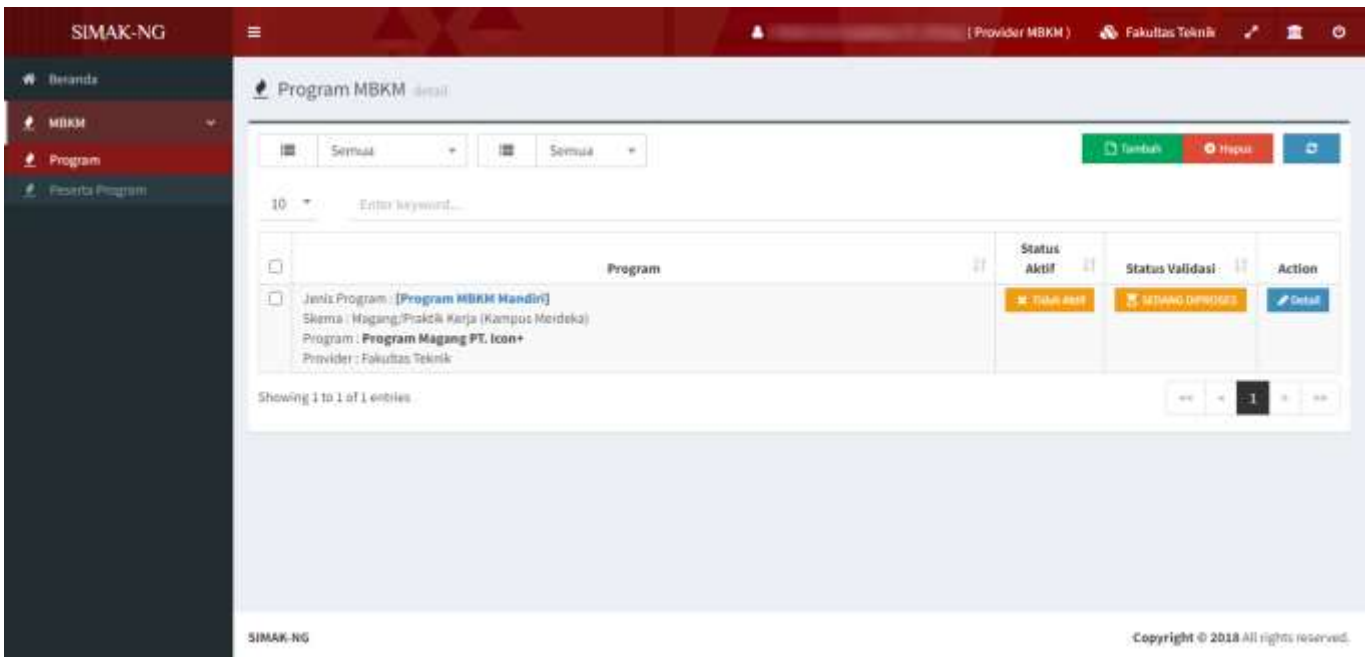 SIMAK-NG
( Provider MBKM )
Fakultas Teknik
Beranda
MBKM
Program
Peserta Program
Program MBKM detail
Semua
Semua
Tambah
Hapus
10
Enter keyword...
Program
Status Aktif
Status Validasi
Action
Jenis Program : [Program MBKM Mandiri]
Skema : Magang/Praktik Kerja (Kampus Merdeka)
Program : Program Magang PT. Icon+
Provider : Fakultas Teknik
Tidak Aktif
SEDANG DIPROSES
Detail
Showing 1 to 1 of 1 entries
<< < 1 > >>
SIMAK-NG
Copyright © 2018 All rights reserved.